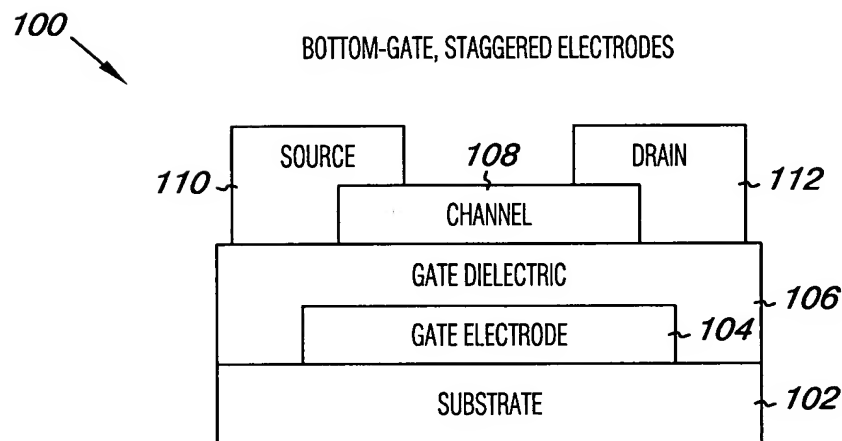 100
BOTTOM-GATE, STAGGERED ELECTRODES
SOURCE
108
DRAIN
110
112
CHANNEL
GATE DIELECTRIC
106
GATE ELECTRODE
104
SUBSTRATE
102